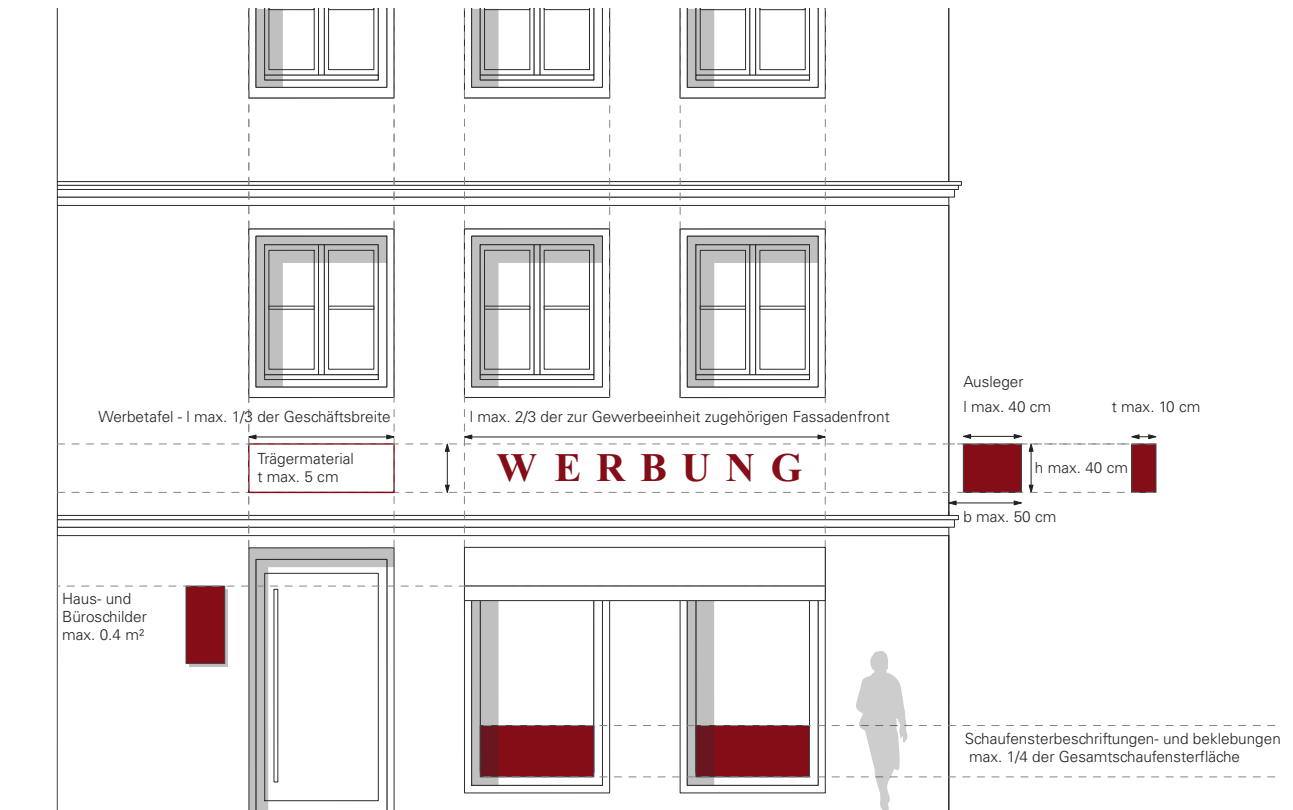 Ausleger
l max. 40 cm
t max. 10 cm
Werbetafel - l max. 1/3 der Geschäftsbreite
l max. 2/3 der zur Gewerbeeinheit zugehörigen Fassadenfront
Trägermaterial
t max. 5 cm
WERBUNG
h max. 40 cm
b max. 50 cm
Haus- und
Büroschilder
max. 0.4 m²
Schaufensterbeschriftungen- und beklebungen
max. 1/4 der Gesamtschaufensterfläche